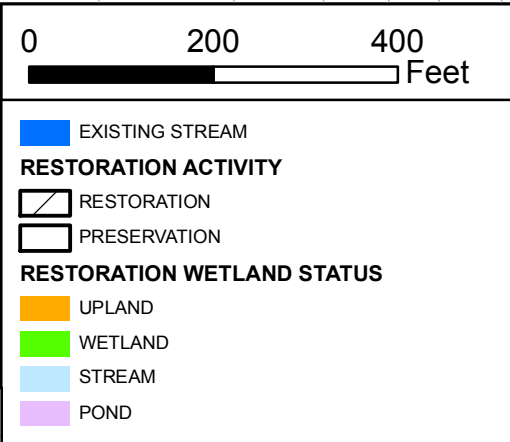 0 200 400
Feet
EXISTING STREAM
RESTORATION ACTIVITY
RESTORATION
PRESERVATION
RESTORATION WETLAND STATUS
UPLAND
WETLAND
STREAM
POND